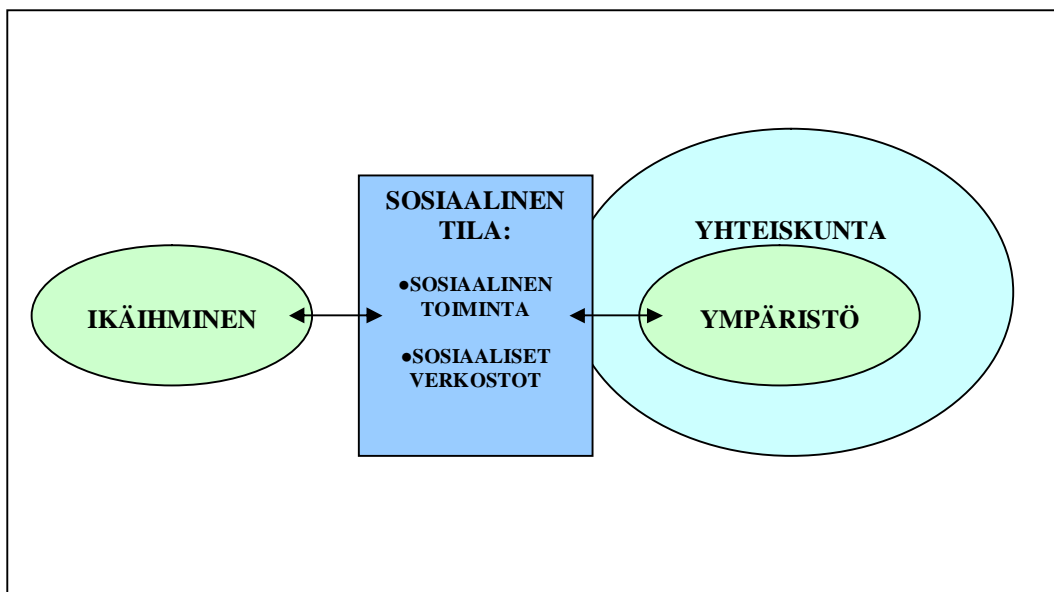 SOSIAALINEN
TILA:
YHTEISKUNTA
●SOSIAALINEN
TOIMINTA
IKÄIHMINEN
YMPÄRISTÖ
●SOSIAALISET
VERKOSTOT